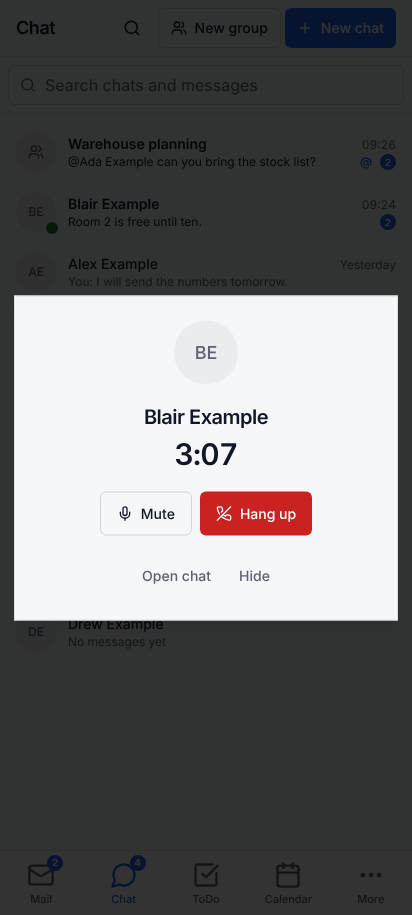 Chat
New group
New chat
Search chats and messages
Warehouse planning
09:26
@Ada Example can you bring the stock list?
@ 2
BE
Blair Example
09:24
Room 2 is free until ten.
2
AE
Alex Example
Yesterday
You: I will send the numbers tomorrow.
BE
Blair Example
3:07
Mute
Hang up
Open chat
Hide
DE
Drew Example
No messages yet
2
4
Mail
Chat
ToDo
Calendar
More